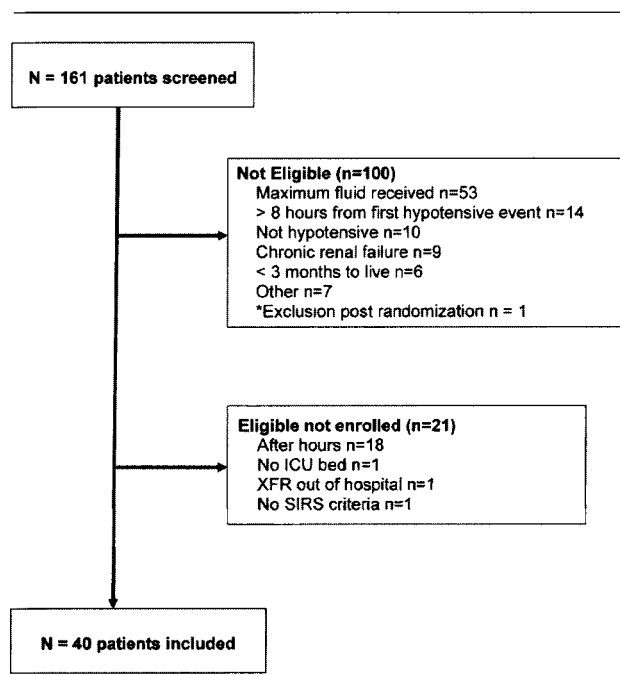 N = 161 patients screened
Not Eligible (n=100)
Maximum fluid received n=53
> 8 hours from first hypotensive event n=14
Not hypotensive n=10
Chronic renal failure n=9
< 3 months to live n=6
Other n=7
*Exclusion post randomization n = 1
Eligible not enrolled (n=21)
After hours n=18
No ICU bed n=1
XFR out of hospital n=1
No SIRS criteria n=1
N = 40 patients included